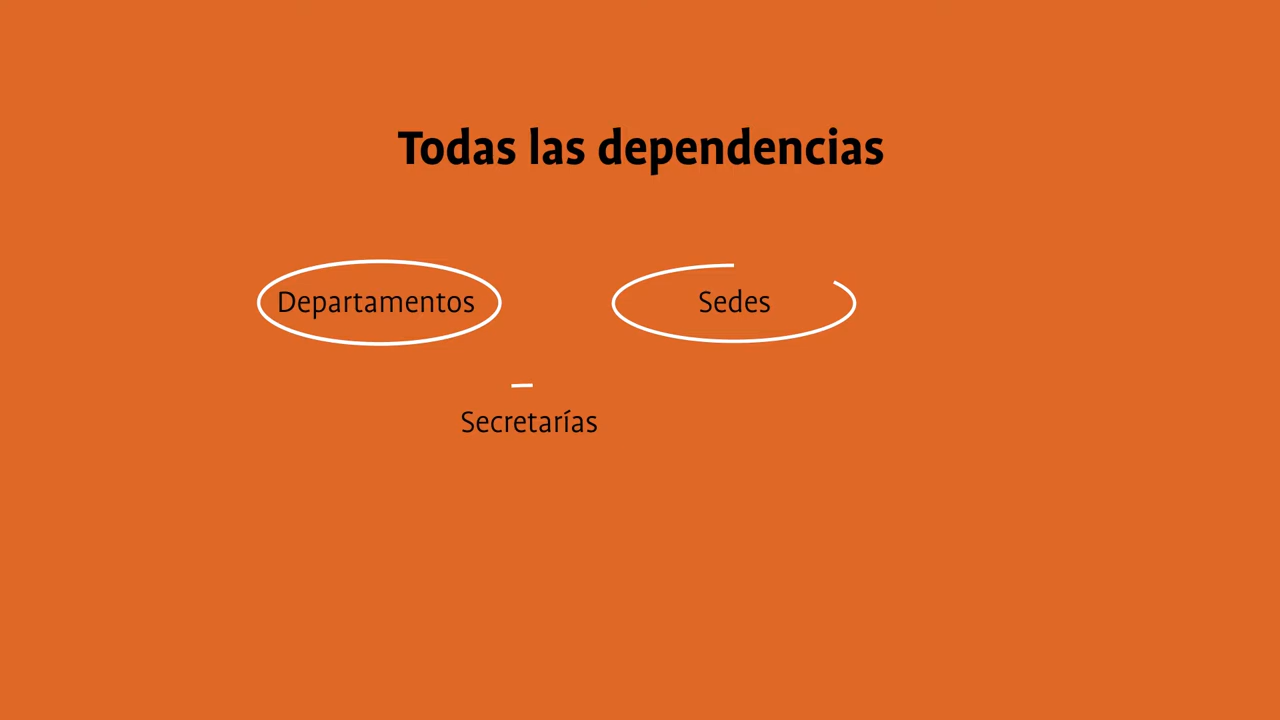 Todas las dependencias
Departamentos
Sedes
Secretarías